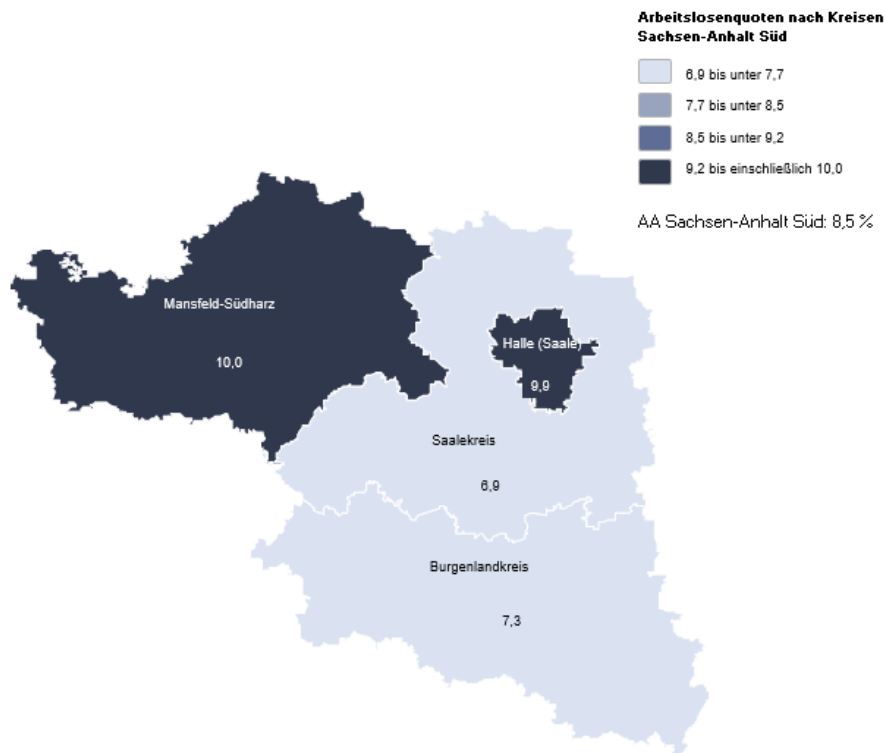 Arbeitslosenquoten nach Kreisen
Sachsen-Anhalt Süd
6,9 bis unter 7,7
7,7 bis unter 8,5
8,5 bis unter 9,2
9,2 bis einschließlich 10,0
AA Sachsen-Anhalt Süd: 8,5 %
Mansfeld-Südharz
10,0
Halle (Saale)
9,9
Saalekreis
6,9
Burgenlandkreis
7,3